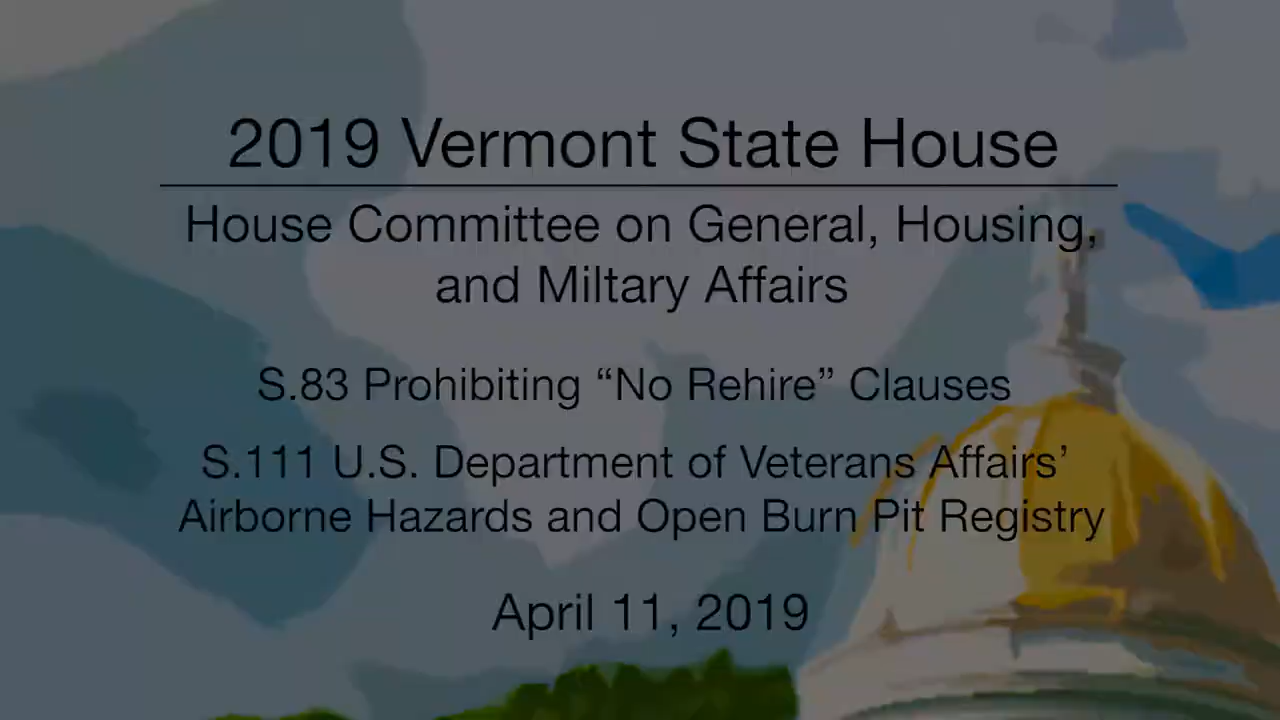 2019 Vermont State House
House Committee on General, Housing,
and Miltary Affairs
S.83 Prohibiting “No Rehire” Clauses
S.111 U.S. Department of Veterans Affairs’
Airborne Hazards and Open Burn Pit Registry
April 11, 2019